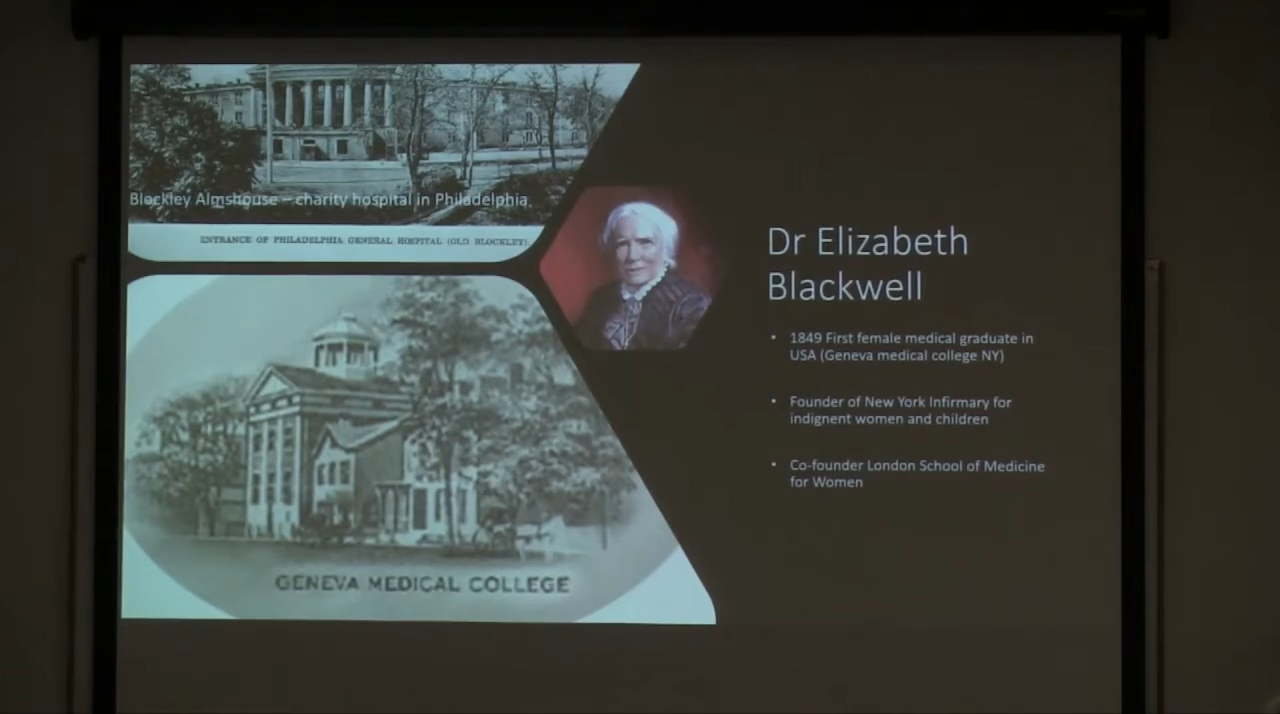 Blockley Almshouse – charity hospital in Philadelphia
ENTRANCE OF PHILADELPHIA GENERAL HOSPITAL (OLD BLOCKLEY).
GENEVA MEDICAL COLLEGE
Dr Elizabeth
Blackwell
• 1849 First female medical graduate in
USA (Geneva medical college NY)
• Founder of New York Infirmary for
indignent women and children
• Co-founder London School of Medicine
for Women